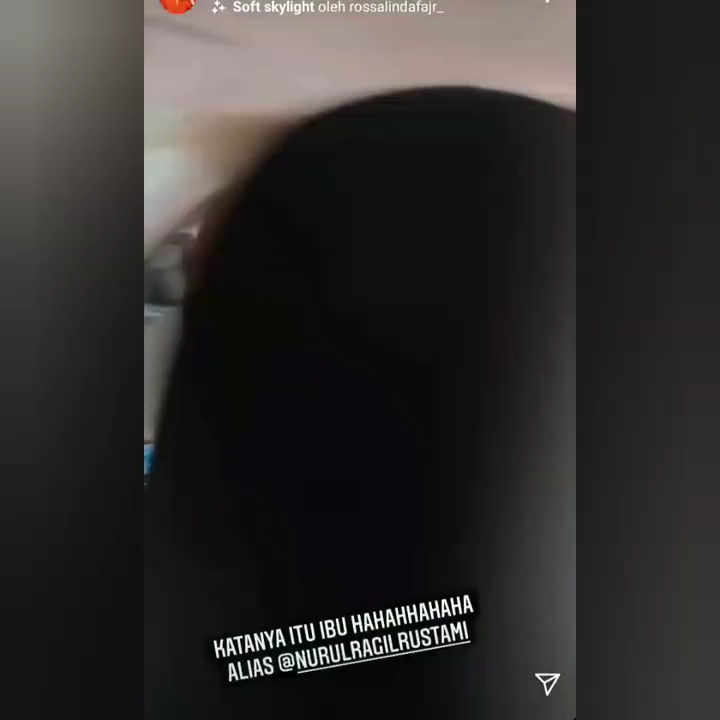 Soft skylight oleh rossalindafajr_
KATANYA ITU IBU HAHAHHAHAHA
ALIAS @NURULRAGILRUSTAMI